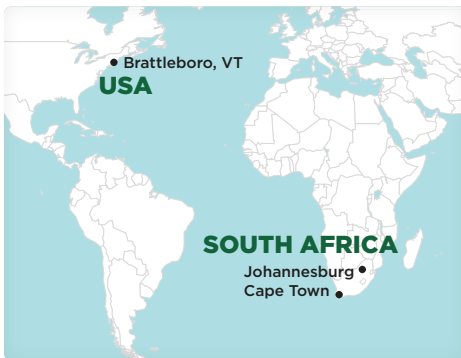 Brattleboro, VT
USA
SOUTH AFRICA
Johannesburg
Cape Town